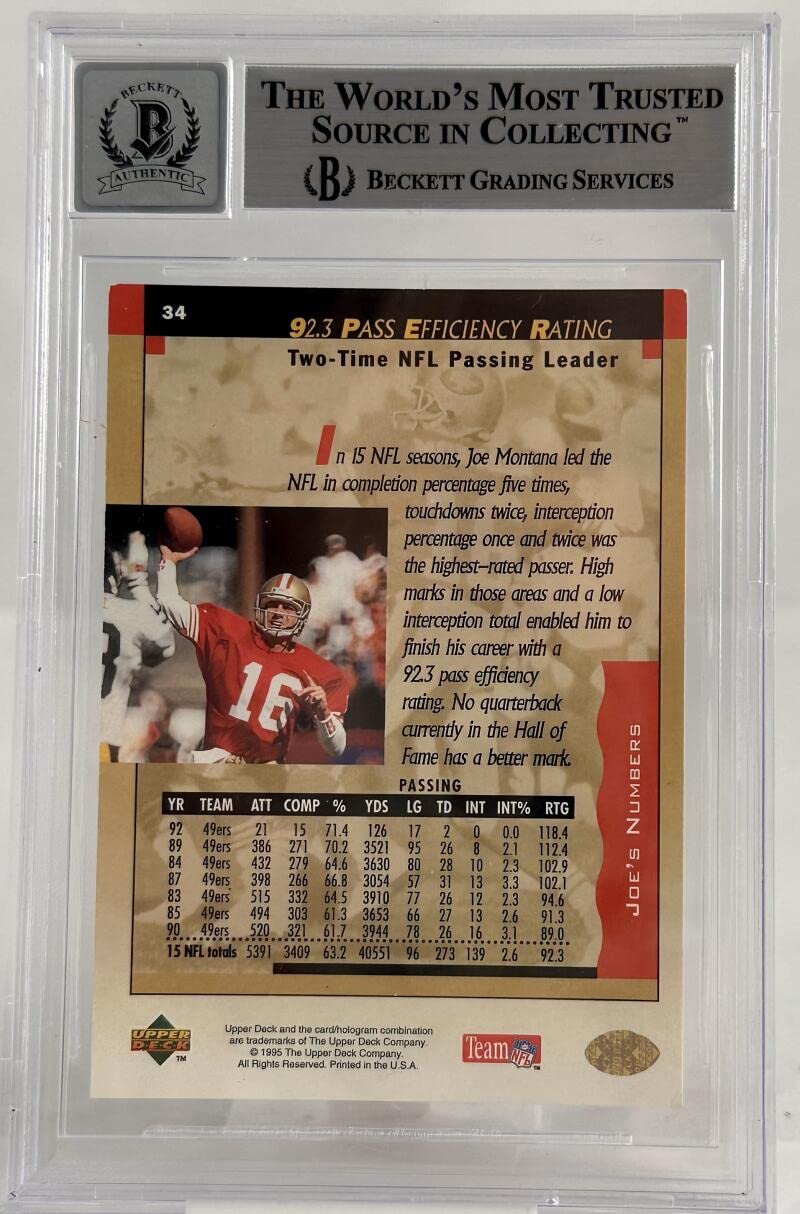 BECKETT
B
AUTHENTIC
THE WORLD'S MOST TRUSTED
SOURCE IN COLLECTING™
B BECKETT GRADING SERVICES
34
92.3 PASS EFFICIENCY RATING
Two-Time NFL Passing Leader
In 15 NFL seasons, Joe Montana led the
NFL in completion percentage five times,
touchdowns twice, interception
percentage once and twice was
the highest–rated passer. High
marks in those areas and a low
interception total enabled him to
finish his career with a
92.3 pass efficiency
rating. No quarterback
currently in the Hall of
Fame has a better mark.
16
JOE'S NUMBERS
PASSING
YR TEAM ATT COMP % YDS LG TD INT INT% RTG
92 49ers 21 15 71.4 126 17 2 0 0.0 118.4
89 49ers 386 271 70.2 3521 95 26 8 2.1 112.4
84 49ers 432 279 64.6 3630 80 28 10 2.3 102.9
87 49ers 398 266 66.8 3054 57 31 13 3.3 102.1
83 49ers 515 332 64.5 3910 77 26 12 2.3 94.6
85 49ers 494 303 61.3 3653 66 27 13 2.6 91.3
90 49ers 520 321 61.7 3944 78 26 16 3.1 89.0
15 NFL totals 5391 3409 63.2 40551 96 273 139 2.6 92.3
UPPER
DECK
TM
Upper Deck and the card/hologram combination
are trademarks of The Upper Deck Company.
© 1995 The Upper Deck Company.
All Rights Reserved. Printed in the U.S.A.
Team NFL™